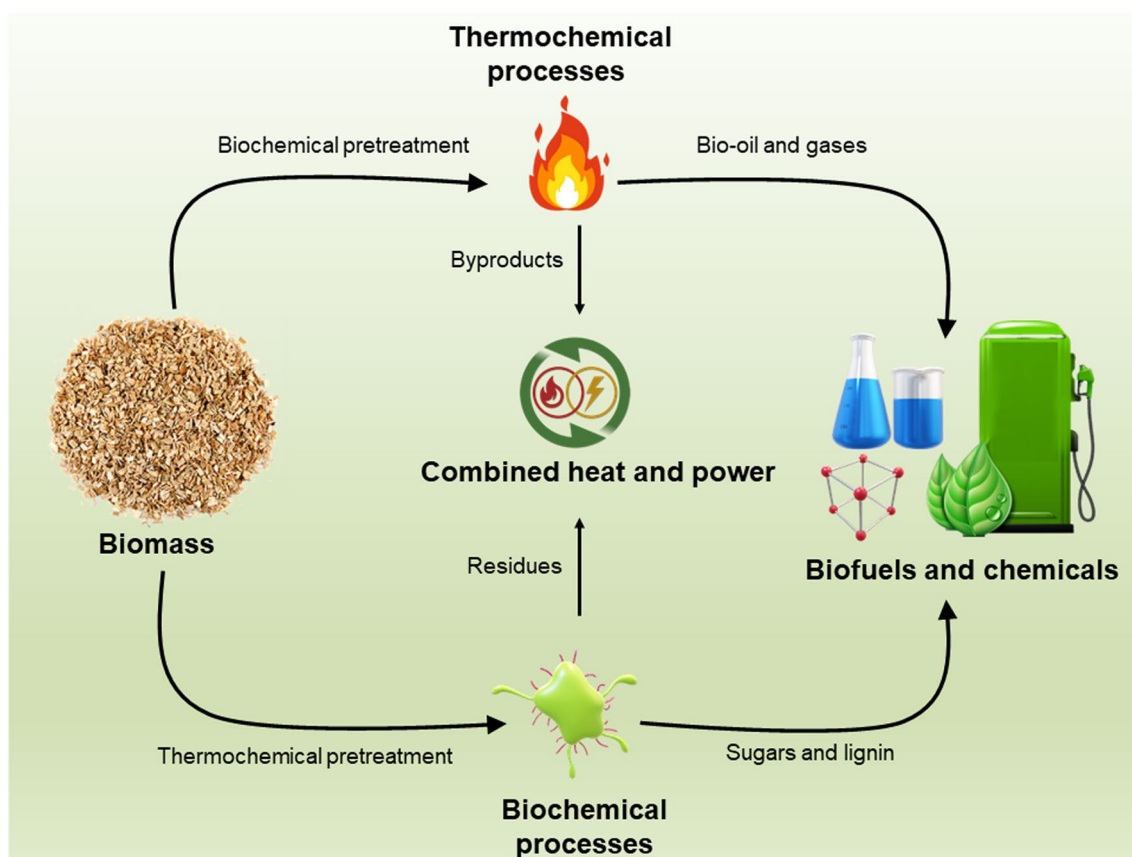 Thermochemical
processes
Biochemical pretreatment
Bio-oil and gases
Byproducts
Combined heat and power
Biomass
Residues
Biofuels and chemicals
Thermochemical pretreatment
Sugars and lignin
Biochemical
processes